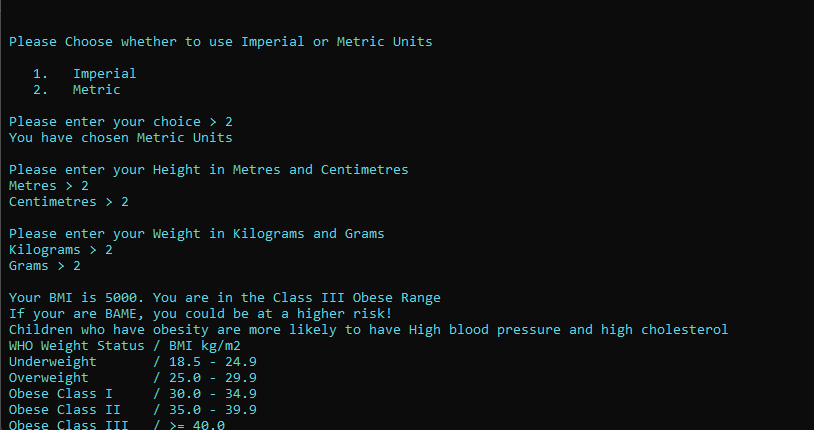 Please Choose whether to use Imperial or Metric Units
1. Imperial
2. Metric
Please enter your choice > 2
You have chosen Metric Units
Please enter your Height in Metres and Centimetres
Metres > 2
Centimetres > 2
Please enter your Weight in Kilograms and Grams
Kilograms > 2
Grams > 2
Your BMI is 5000. You are in the Class III Obese Range
If your are BAME, you could be at a higher risk!
Children who have obesity are more likely to have High blood pressure and high cholesterol
WHO Weight Status / BMI kg/m2
Underweight / 18.5 - 24.9
Overweight / 25.0 - 29.9
Obese Class I / 30.0 - 34.9
Obese Class II / 35.0 - 39.9
Obese Class III / >= 40.0